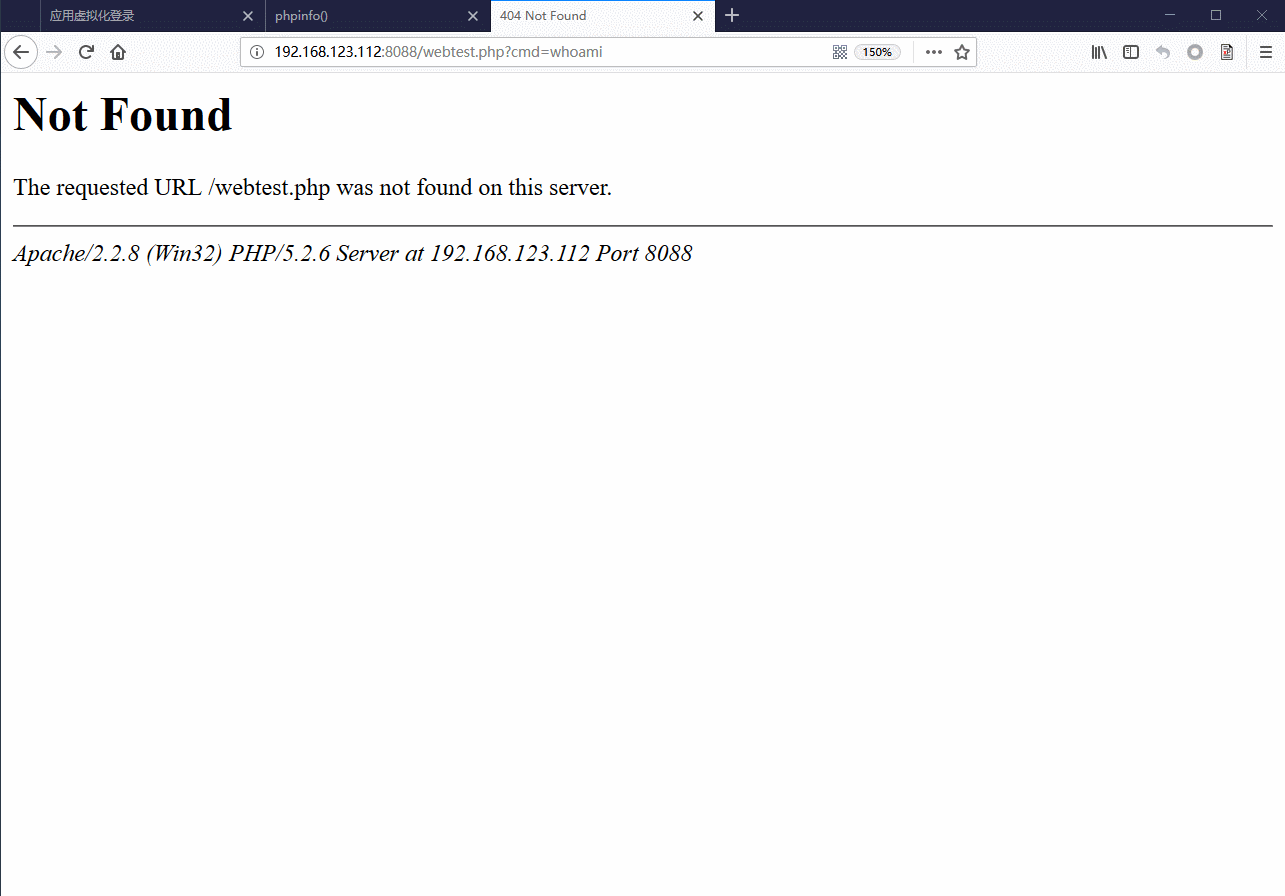 应用虚拟化登录
phpinfo()
404 Not Found
192.168.123.112:8088/webtest.php?cmd=whoami
150%
Not Found
The requested URL /webtest.php was not found on this server.
Apache/2.2.8 (Win32) PHP/5.2.6 Server at 192.168.123.112 Port 8088